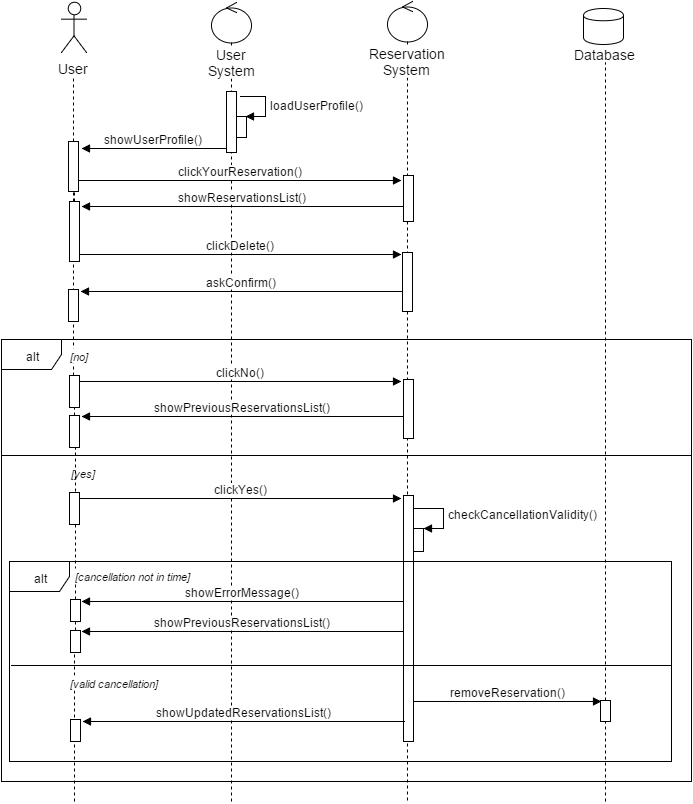 User
User
System
Reservation
System
Database
loadUserProfile()
showUserProfile()
clickYourReservation()
showReservationsList()
clickDelete()
askConfirm()
alt
[no]
clickNo()
showPreviousReservationsList()
[yes]
clickYes()
checkCancellationValidity()
alt
[cancellation not in time]
showErrorMessage()
showPreviousReservationsList()
[valid cancellation]
removeReservation()
showUpdatedReservationsList()